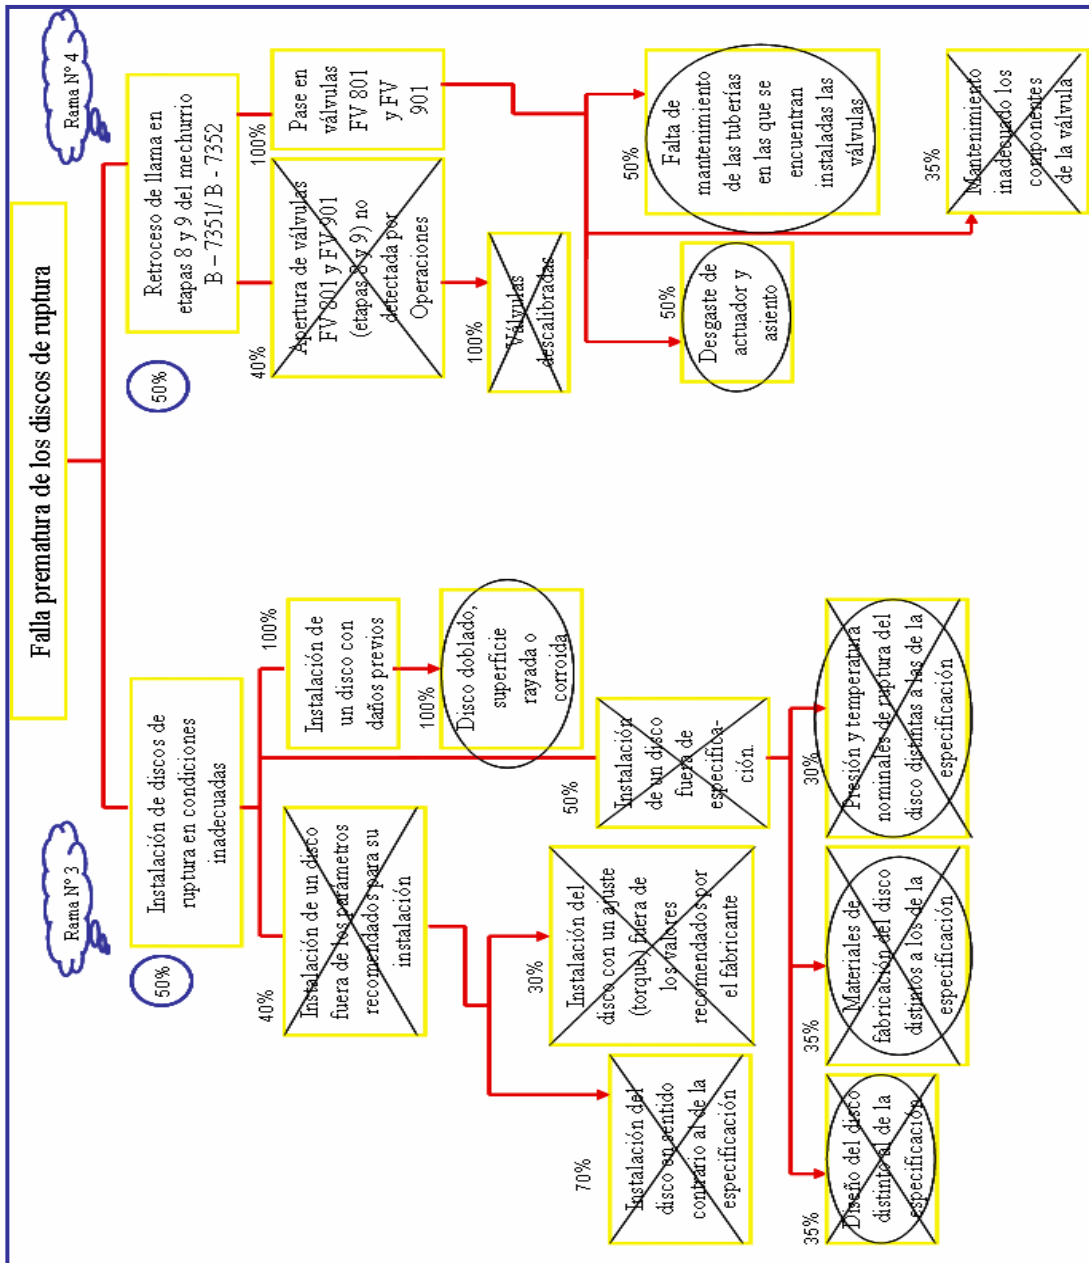 Falla prematura de los discos de ruptura
Rama Nº 3
50%
Instalación de discos de
ruptura en condiciones
inadecuadas
Rama Nº 4
50%
Retroceso de llama en
etapas 8 y 9 del mechurrio
B – 7351/ B - 7352
40%
Instalación de un disco
fuera de los parámetros
recomendados para su
instalación
100%
Instalación de
un disco con
daños previos
40%
Apertura de válvulas
FV 801 y FV 901
(etapas 8 y 9) no
detectada por
Operaciones
100%
Pase en
válvulas
FV 801
y FV
901
100%
Disco doblado,
superficie
rayada o
corroida
100%
Válvulas
descalibradas
70%
Instalación del
disco en sentido
contrario al de la
especificación
30%
Instalación del
disco con un ajuste
(torque) fuera de
los valores
recomendados por
el fabricante
50%
Instalación
de un disco
fuera de
especifica-
ción.
50%
Desgaste de
actuador y
asiento
50%
Falta de
mantenimiento
de las tuberías
en las que se
encuentran
instaladas las
válvulas
35%
Diseño del disco
distinto al de la
especificación
35%
Materiales de
fabricación del disco
distintos a los de la
especificación
30%
Presión y temperatura
nominales de ruptura del
disco distintas a las de la
especificación
35%
Mantenimiento
inadecuado los
componentes
de la válvula